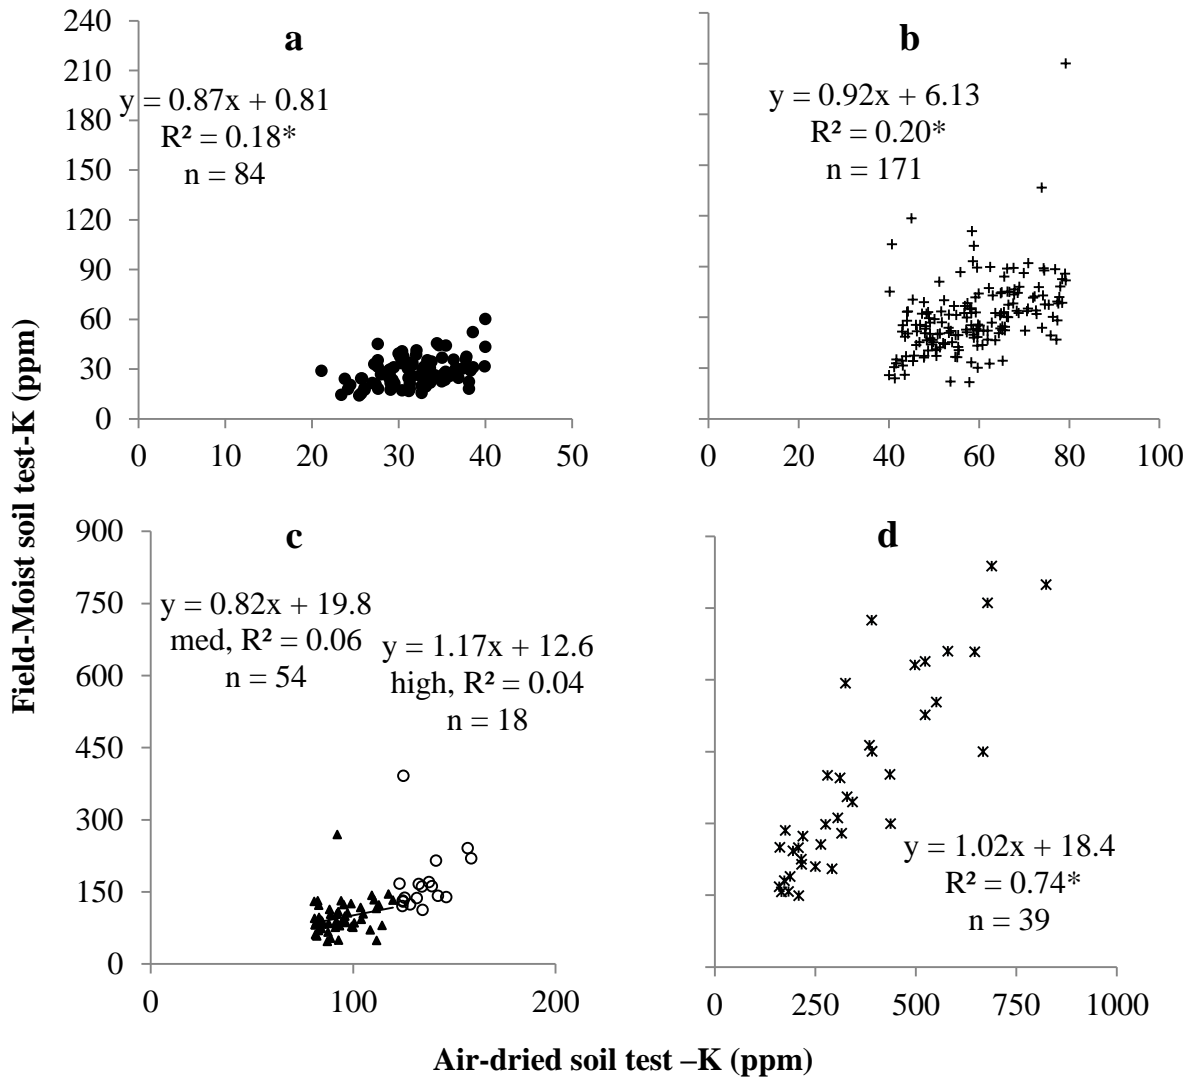 Field-Moist soil test-K (ppm)
a
y = 0.87x + 0.81
R² = 0.18*
n = 84
240
210
180
150
120
90
60
30
0
0 10 20 30 40 50
b
y = 0.92x + 6.13
R² = 0.20*
n = 171
0 20 40 60 80 100
c
y = 0.82x + 19.8
med, R² = 0.06
n = 54
y = 1.17x + 12.6
high, R² = 0.04
n = 18
900
750
600
450
300
150
0
0 100 200
d
y = 1.02x + 18.4
R² = 0.74*
n = 39
0 250 500 750 1000
Air-dried soil test –K (ppm)